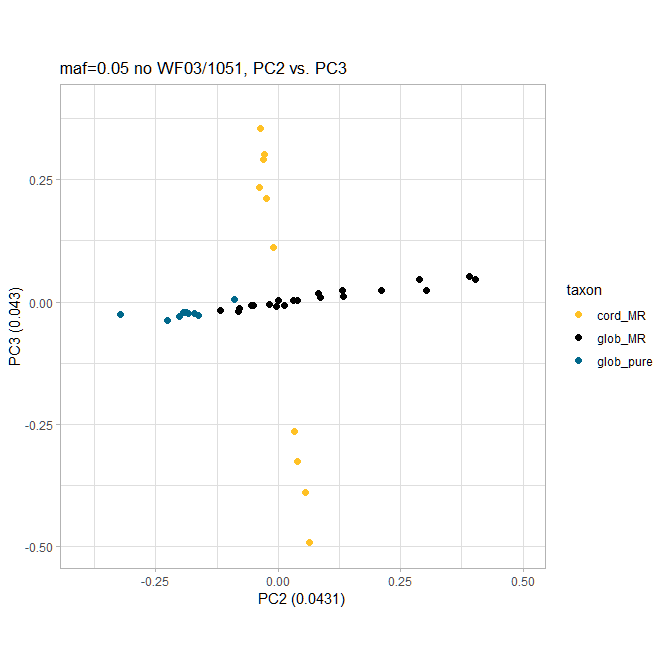 maf=0.05 no WF03/1051, PC2 vs. PC3
0.25
0.00
-0.25
-0.50
PC3 (0.043)
-0.25 0.00 0.25 0.50
PC2 (0.0431)
taxon
cord_MR
glob_MR
glob_pure